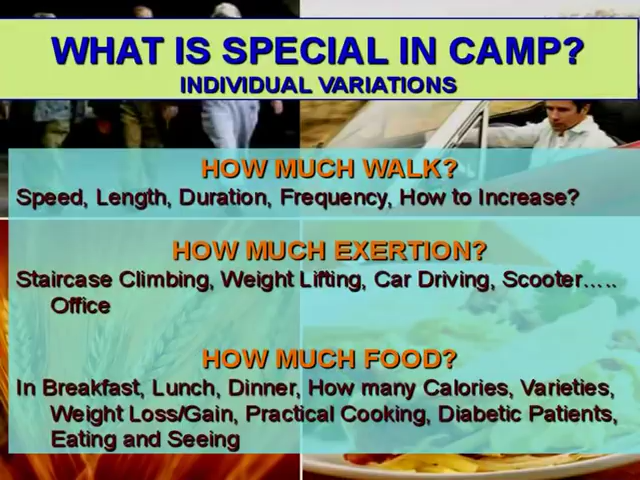 WHAT IS SPECIAL IN CAMP?
INDIVIDUAL VARIATIONS
HOW MUCH WALK?
Speed, Length, Duration, Frequency, How to Increase?
HOW MUCH EXERTION?
Staircase Climbing, Weight Lifting, Car Driving, Scooter…..
Office
HOW MUCH FOOD?
In Breakfast, Lunch, Dinner, How many Calories, Varieties,
Weight Loss/Gain, Practical Cooking, Diabetic Patients,
Eating and Seeing